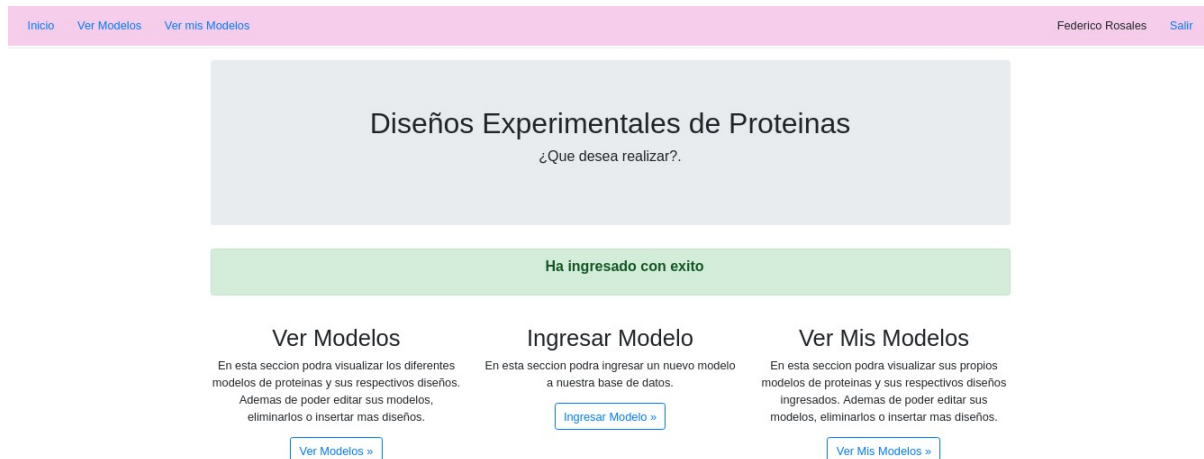 Inicio Ver Modelos Ver mis Modelos Federico Rosales Salir
Diseños Experimentales de Proteinas
¿Que desea realizar?.
Ha ingresado con exito
Ver Modelos
En esta seccion podra visualizar los diferentes
modelos de proteinas y sus respectivos diseños.
Ademas de poder editar sus modelos,
eliminarlos o insertar mas diseños.
Ver Modelos »
Ingresar Modelo
En esta seccion podra ingresar un nuevo modelo
a nuestra base de datos.
Ingresar Modelo »
Ver Mis Modelos
En esta seccion podra visualizar sus propios
modelos de proteinas y sus respectivos diseños
ingresados. Ademas de poder editar sus
modelos, eliminarlos o insertar mas diseños.
Ver Mis Modelos »